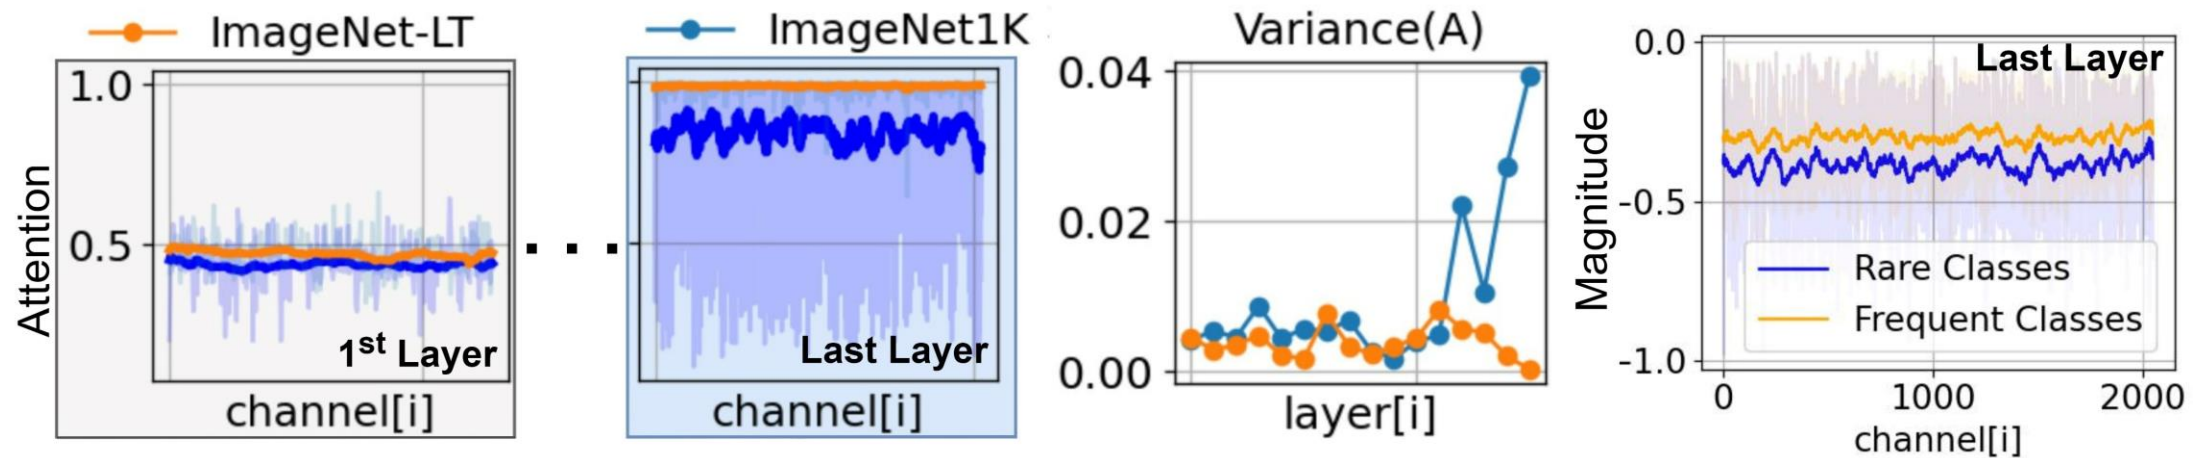 ImageNet-LT
ImageNet1K
Attention
1.0
0.5
1st Layer
channel[i]
Last Layer
channel[i]
Variance(A)
0.04
0.02
0.00
layer[i]
Magnitude
0.0
-0.5
-1.0
Last Layer
Rare Classes
Frequent Classes
0 1000 2000
channel[i]